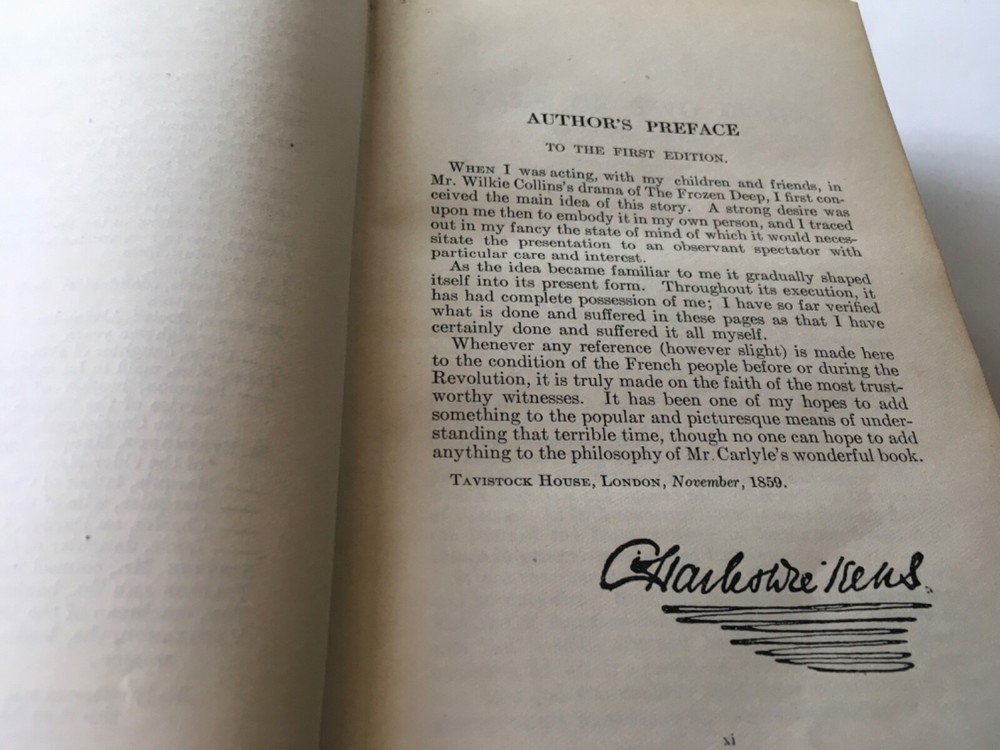 AUTHOR'S PREFACE
TO THE FIRST EDITION.
WHEN I was acting, with my children and friends, in
Mr. Wilkie Collins's drama of The Frozen Deep, I first con-
ceived the main idea of this story. A strong desire was
upon me then to embody it in my own person, and I traced
out in my fancy the state of mind of which it would neces-
sitate the presentation to an observant spectator with
particular care and interest.
As the idea became familiar to me it gradually shaped
itself into its present form. Throughout its execution, it
has had complete possession of me; I have so far verified
what is done and suffered in these pages as that I have
certainly done and suffered it all myself.
Whenever any reference (however slight) is made here
to the condition of the French people before or during the
Revolution, it is truly made on the faith of the most trust-
worthy witnesses. It has been one of my hopes to add
something to the popular and picturesque means of under-
standing that terrible time, though no one can hope to add
anything to the philosophy of Mr. Carlyle's wonderful book.
TAVISTOCK HOUSE, LONDON, November, 1859.
Charles Dickens.
xi